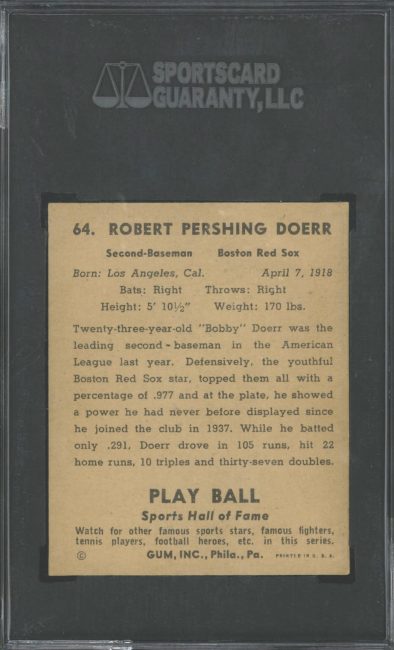 SPORTSCARD
GUARANTY, LLC
64. ROBERT PERSHING DOERR
Second-Baseman Boston Red Sox
Born: Los Angeles, Cal. April 7, 1918
Bats: Right Throws: Right
Height: 5' 10½" Weight: 170 lbs.
Twenty-three-year-old "Bobby" Doerr was the
leading second-baseman in the American
League last year. Defensively, the youthful
Boston Red Sox star, topped them all with a
percentage of .977 and at the plate, he showed
a power he had never before displayed since
he joined the club in 1937. While he batted
only .291, Doerr drove in 105 runs, hit 22
home runs, 10 triples and thirty-seven doubles.
PLAY BALL
Sports Hall of Fame
Watch for other famous sports stars, famous fighters,
tennis players, football heroes, etc. in this series.
© GUM, INC., Phila., Pa. PRINTED IN U. S. A.